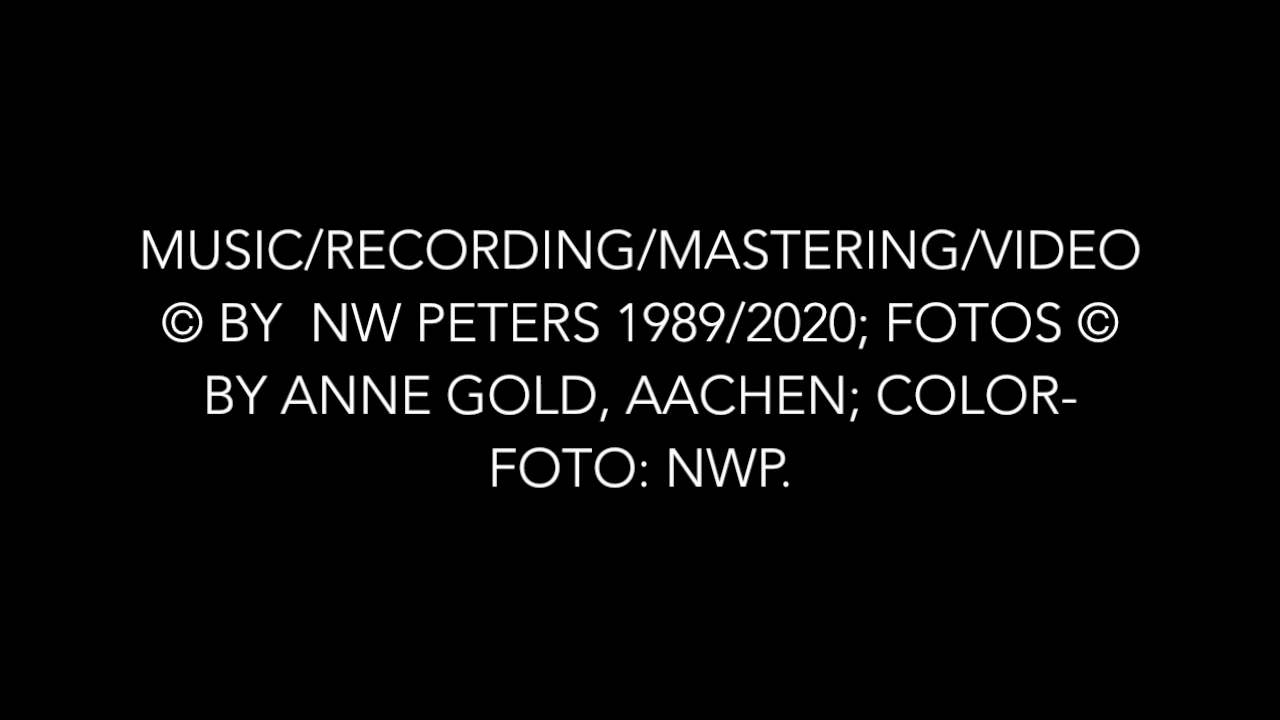 MUSIC/RECORDING/MASTERING/VIDEO
© BY  NW PETERS 1989/2020; FOTOS ©
BY ANNE GOLD, AACHEN; COLOR-
FOTO: NWP.